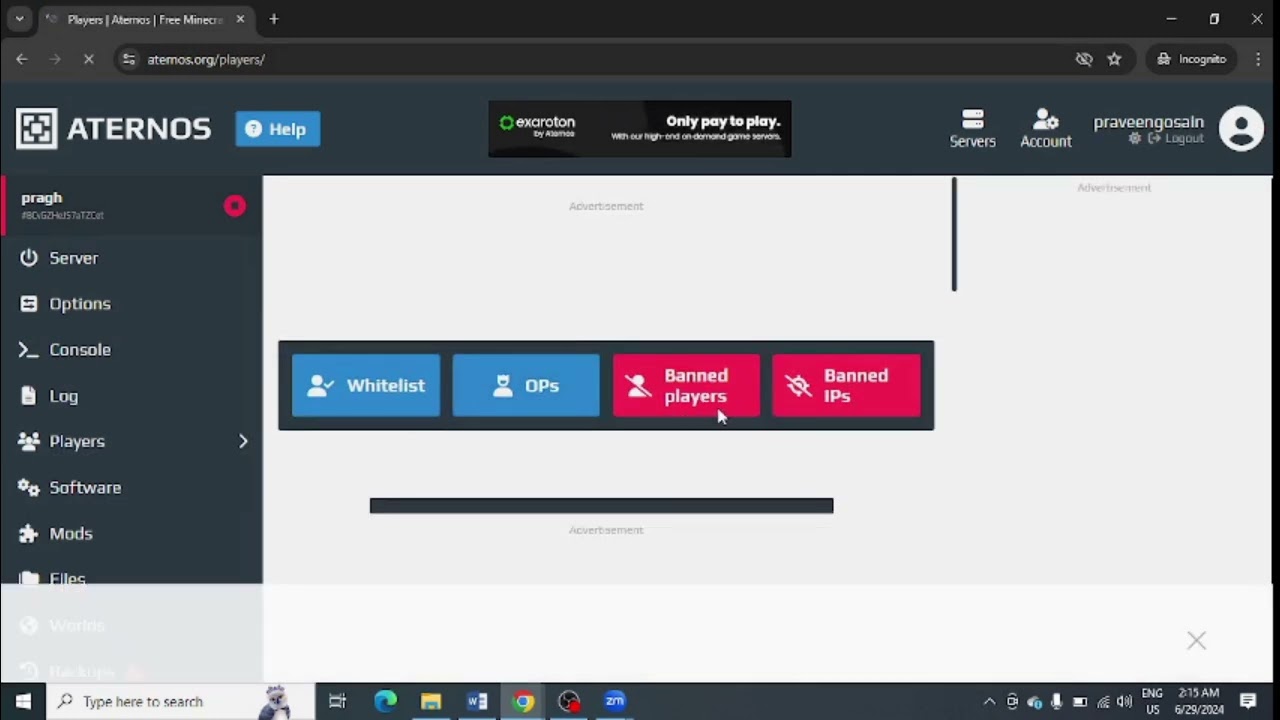 Players | Aternos | Free Minecra
aternos.org/players/
Incognito
ATERNOS
Help
exaroton
by Aternos
Only pay to play.
With our high-end on-demand game servers.
Servers
Account
praveengosain
Logout
pragh
Advertisement
Advertisement
Server
Options
Console
Log
Players
Software
Mods
Files
Worlds
Backups
Whitelist
OPs
Banned
players
Banned
IPs
Advertisement
Type here to search
zm
ENG
US
2:15 AM
6/29/2024